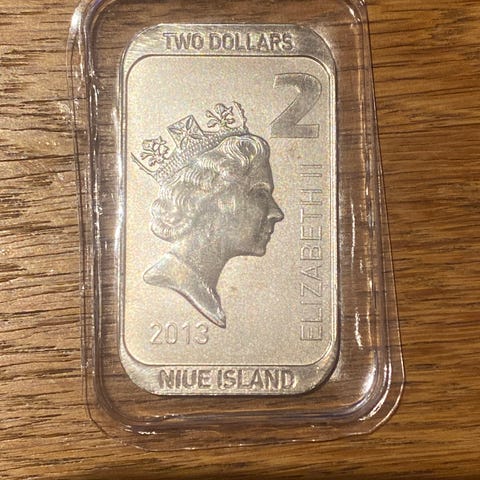 TWO DOLLARS
2
ELIZABETH II
2013
NIUE ISLAND